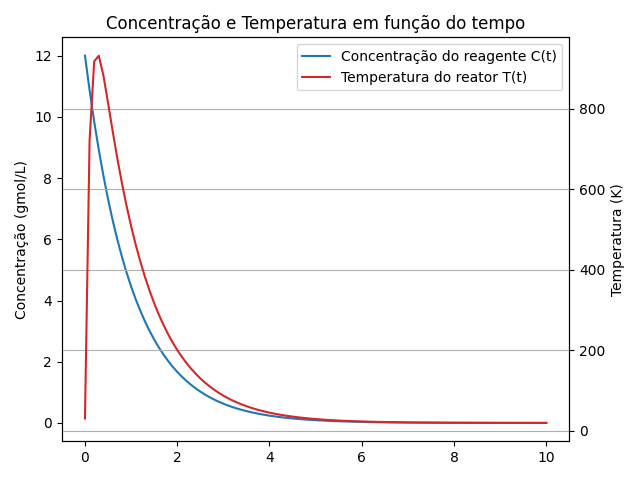 Concentração e Temperatura em função do tempo
Concentração do reagente C(t)
Temperatura do reator T(t)
Concentração (gmol/L)
12
10
8
6
4
2
0
Temperatura (K)
800
600
400
200
0
0 2 4 6 8 10